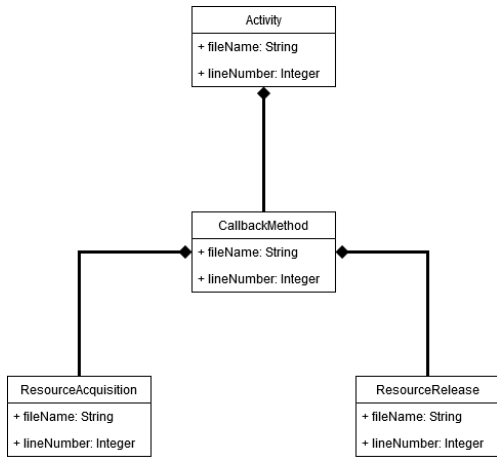 Activity
+ fileName: String
+ lineNumber: Integer
CallbackMethod
+ fileName: String
+ lineNumber: Integer
ResourceAcquisition
+ fileName: String
+ lineNumber: Integer
ResourceRelease
+ fileName: String
+ lineNumber: Integer